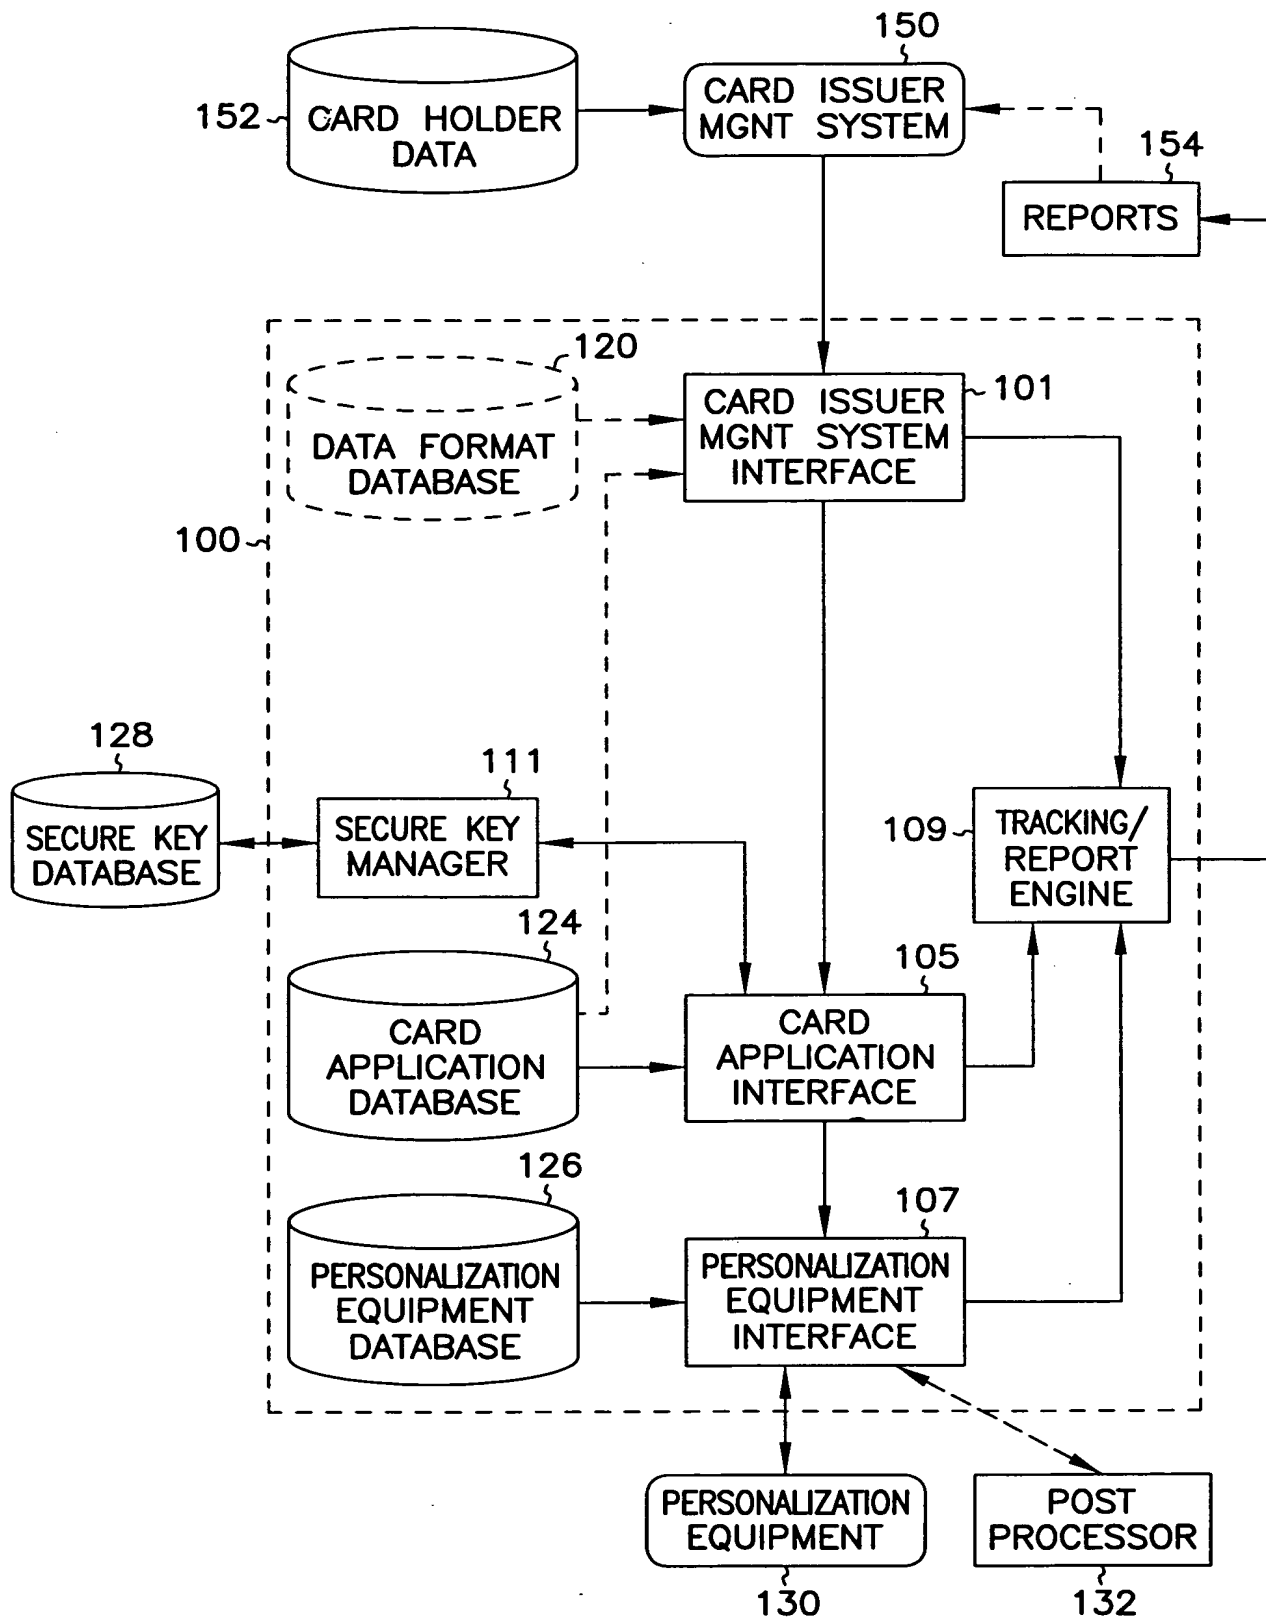 150
CARD ISSUER
MGNT SYSTEM
152
CARD HOLDER
DATA
154
REPORTS
120
DATA FORMAT
DATABASE
101
CARD ISSUER
MGNT SYSTEM
INTERFACE
100
128
SECURE KEY
DATABASE
111
SECURE KEY
MANAGER
109
TRACKING/
REPORT
ENGINE
124
CARD
APPLICATION
DATABASE
105
CARD
APPLICATION
INTERFACE
126
PERSONALIZATION
EQUIPMENT
DATABASE
107
PERSONALIZATION
EQUIPMENT
INTERFACE
PERSONALIZATION
EQUIPMENT
130
POST
PROCESSOR
132